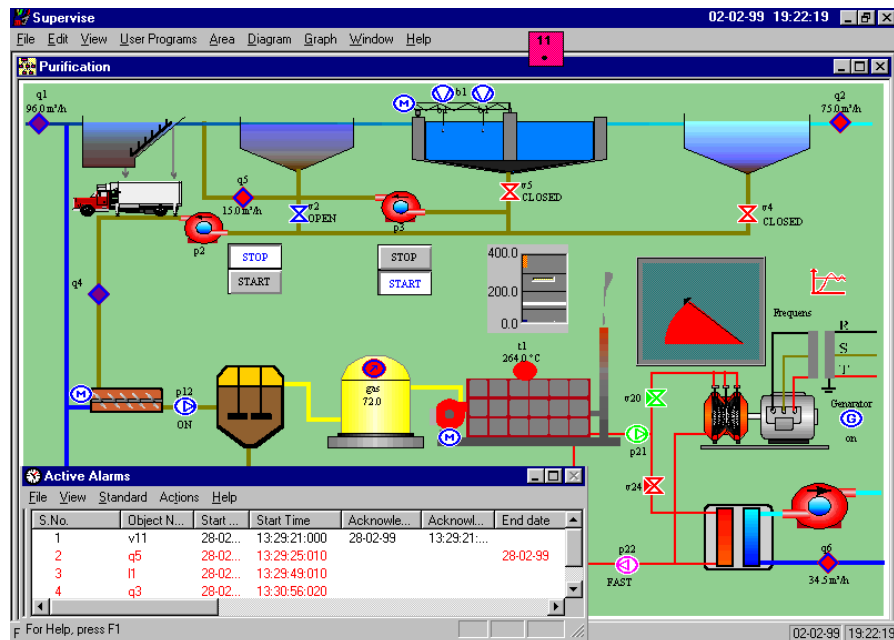 Supervise 02-02-99 19:22:19
File Edit View User Programs Area Diagram Graph Window Help
11
Purification
q1
96.0 m³/h
M
b1
q2
75.0 m³/h
q5
15.0 m³/h
v2
OPEN
p3
v5
CLOSED
v4
CLOSED
p2
STOP
START
STOP
START
400.0
200.0
0.0
q4
t1
264.0 °C
Frequens
R
S
T
gas
72.0
M
p12
ON
M
v20
p21
Genarator
G
on
v24
p22
FAST
q6
34.5 m³/h
Active Alarms
File View Standard Actions Help
S.No. Object N... Start ... Start Time Acknowle... Acknowl... End date
1 v11 28-02... 13:29:21:000 28-02-99 13:29:21:...
2 q5 28-02... 13:29:25:010 28-02-99
3 l1 28-02... 13:29:49:010
4 q3 28-02... 13:30:56:020
For Help, press F1
F
02-02-99 19:22:19